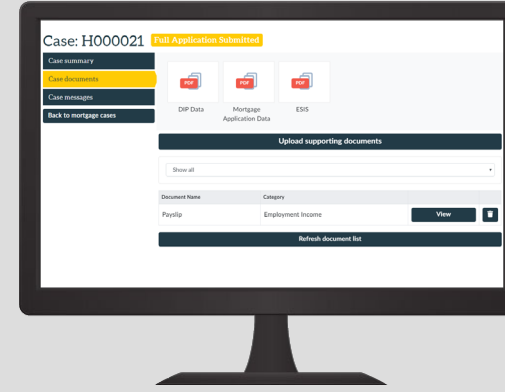 Case: H000021 Full Application Submitted
Case summary
Case documents
Case messages
Back to mortgage cases
PDF PDF PDF
DIP Data Mortgage Application Data ESIS
Upload supporting documents
Show all
Document Name Category
Payslip Employment Income View
Refresh document list